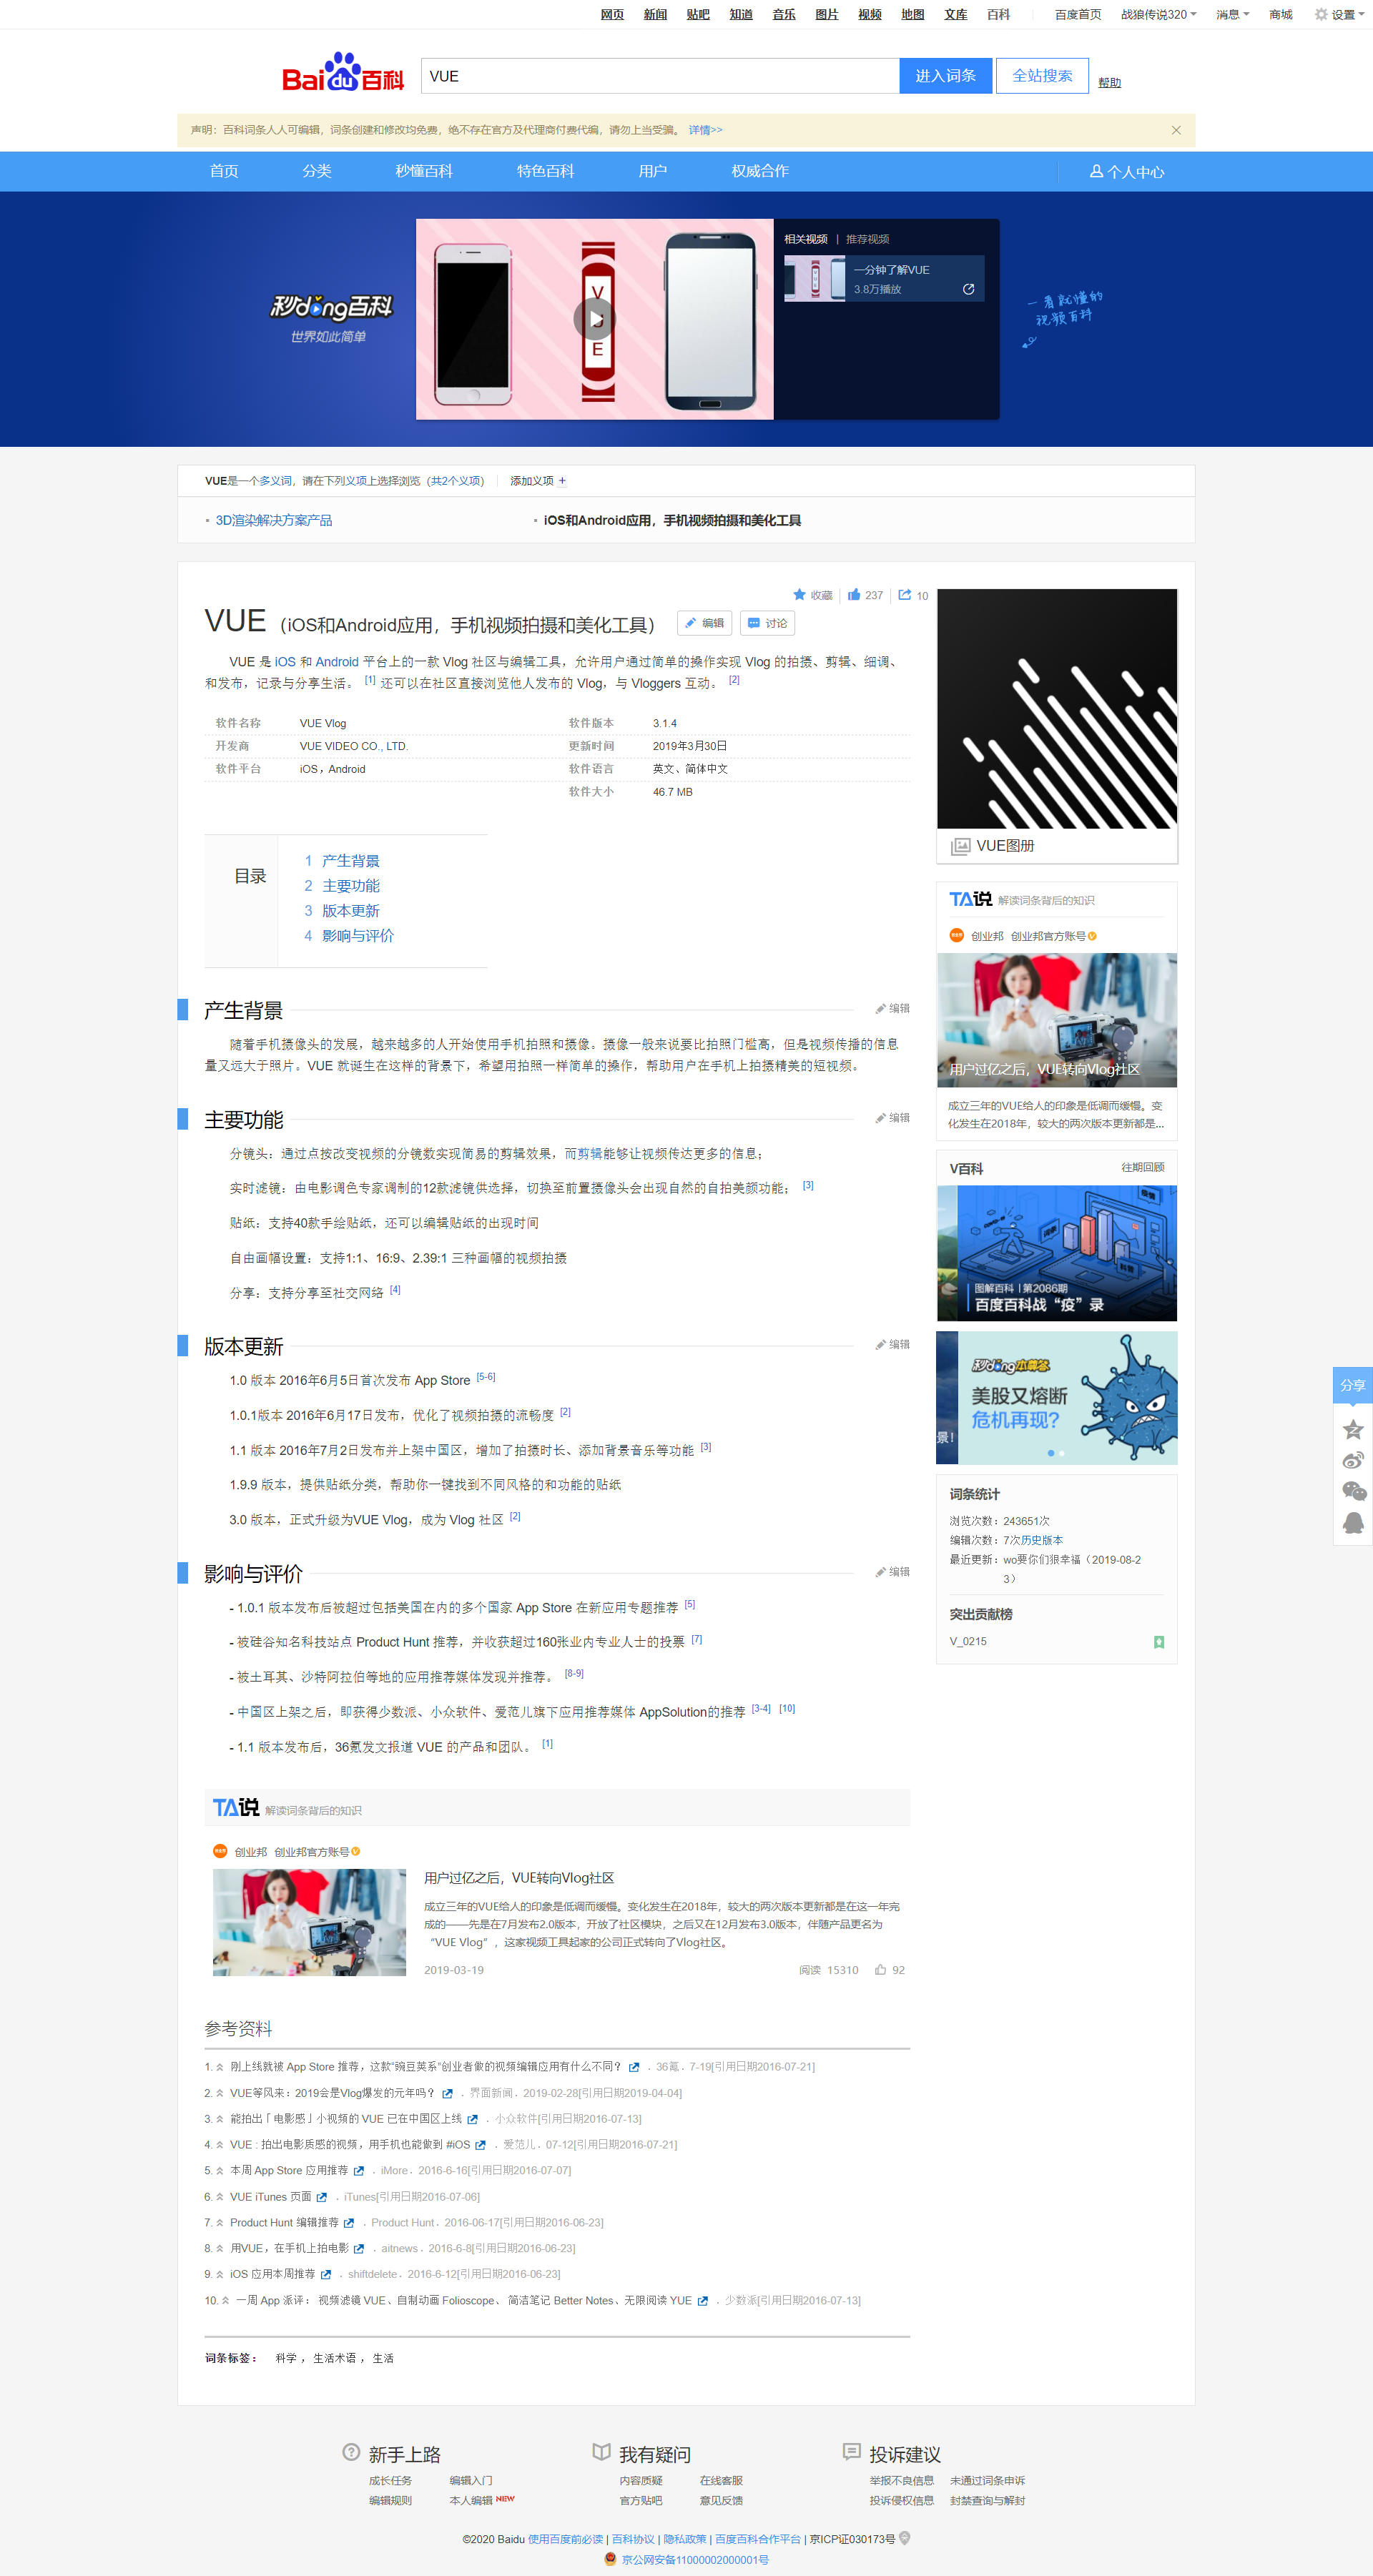 网页 新闻 贴吧 知道 音乐 图片 视频 地图 文库 百科 百度首页 战狼传说320 消息 商城 设置
Baidu百科 VUE 进入词条 全站搜索 帮助
声明：百科词条人人可编辑，词条创建和修改均免费，绝不存在官方及代理商付费代编，请勿上当受骗。 详情>>
首页 分类 秒懂百科 特色百科 用户 权威合作 个人中心
秒dong百科
世界如此简单
VUE
相关视频 | 推荐视频
一分钟了解VUE
3.8万播放
一看就懂的
视频百科
VUE是一个多义词，请在下列义项上选择浏览（共2个义项） 添加义项 +
▪ 3D渲染解决方案产品
▪ iOS和Android应用，手机视频拍摄和美化工具
收藏 237 10
VUE（iOS和Android应用，手机视频拍摄和美化工具） 编辑 讨论
VUE 是 iOS 和 Android 平台上的一款 Vlog 社区与编辑工具，允许用户通过简单的操作实现 Vlog 的拍摄、剪辑、细调、
和发布，记录与分享生活。 [1] 还可以在社区直接浏览他人发布的 Vlog，与 Vloggers 互动。 [2]
软件名称 VUE Vlog 软件版本 3.1.4
开发商 VUE VIDEO CO., LTD. 更新时间 2019年3月30日
软件平台 iOS，Android 软件语言 英文、简体中文
软件大小 46.7 MB
目录
1 产生背景
2 主要功能
3 版本更新
4 影响与评价
产生背景 编辑
随着手机摄像头的发展，越来越多的人开始使用手机拍照和摄像。摄像一般来说要比拍照门槛高，但是视频传播的信息
量又远大于照片。VUE 就诞生在这样的背景下，希望用拍照一样简单的操作，帮助用户在手机上拍摄精美的短视频。
主要功能 编辑
分镜头：通过点按改变视频的分镜数实现简易的剪辑效果，而剪辑能够让视频传达更多的信息；
实时滤镜：由电影调色专家调制的12款滤镜供选择，切换至前置摄像头会出现自然的自拍美颜功能； [3]
贴纸：支持40款手绘贴纸，还可以编辑贴纸的出现时间
自由画幅设置：支持1:1、16:9、2.39:1 三种画幅的视频拍摄
分享：支持分享至社交网络 [4]
版本更新 编辑
1.0 版本 2016年6月5日首次发布 App Store [5-6]
1.0.1版本 2016年6月17日发布，优化了视频拍摄的流畅度 [2]
1.1 版本 2016年7月2日发布并上架中国区，增加了拍摄时长、添加背景音乐等功能 [3]
1.9.9 版本，提供贴纸分类，帮助你一键找到不同风格的和功能的贴纸
3.0 版本，正式升级为VUE Vlog，成为 Vlog 社区 [2]
影响与评价 编辑
- 1.0.1 版本发布后被超过包括美国在内的多个国家 App Store 在新应用专题推荐 [5]
- 被硅谷知名科技站点 Product Hunt 推荐，并收获超过160张业内专业人士的投票 [7]
- 被土耳其、沙特阿拉伯等地的应用推荐媒体发现并推荐。 [8-9]
- 中国区上架之后，即获得少数派、小众软件、爱范儿旗下应用推荐媒体 AppSolution的推荐 [3-4] [10]
- 1.1 版本发布后，36氪发文报道 VUE 的产品和团队。 [1]
TA说 解读词条背后的知识
创业邦 创业邦官方账号
用户过亿之后，VUE转向Vlog社区
成立三年的VUE给人的印象是低调而缓慢。变化发生在2018年，较大的两次版本更新都是在这一年完
成的——先是在7月发布2.0版本，开放了社区模块，之后又在12月发布3.0版本，伴随产品更名为
“VUE Vlog”，这家视频工具起家的公司正式转向了Vlog社区。
2019-03-19 阅读 15310 92
参考资料
1. 刚上线就被 App Store 推荐，这款“豌豆荚系”创业者做的视频编辑应用有什么不同？ ．36氪．7-19[引用日期2016-07-21]
2. VUE等风来：2019会是Vlog爆发的元年吗？ ．界面新闻．2019-02-28[引用日期2019-04-04]
3. 能拍出「电影感」小视频的 VUE 已在中国区上线 ．小众软件[引用日期2016-07-13]
4. VUE : 拍出电影质感的视频，用手机也能做到 #iOS ．爱范儿．07-12[引用日期2016-07-21]
5. 本周 App Store 应用推荐 ．iMore．2016-6-16[引用日期2016-07-07]
6. VUE iTunes 页面 ．iTunes[引用日期2016-07-06]
7. Product Hunt 编辑推荐 ．Product Hunt．2016-06-17[引用日期2016-06-23]
8. 用VUE，在手机上拍电影 ．aitnews．2016-6-8[引用日期2016-06-23]
9. iOS 应用本周推荐 ．shiftdelete．2016-6-12[引用日期2016-06-23]
10. 一周 App 派评： 视频滤镜 VUE、自制动画 Folioscope、 简洁笔记 Better Notes、无限阅读 YUE ．少数派[引用日期2016-07-13]
词条标签： 科学 ， 生活术语 ， 生活
VUE图册
TA说 解读词条背后的知识
创业邦 创业邦官方账号
用户过亿之后，VUE转向Vlog社区
成立三年的VUE给人的印象是低调而缓慢。变
化发生在2018年，较大的两次版本更新都是...
V百科 往期回顾
图解百科 | 第2086期
百度百科战“疫”录
秒dong本尊答
美股又熔断
危机再现？
景！
词条统计
浏览次数：243651次
编辑次数：7次历史版本
最近更新：wo要你们很幸福（2019-08-2
3）
突出贡献榜
V_0215
分享
新手上路 我有疑问 投诉建议
成长任务 编辑入门 内容质疑 在线客服 举报不良信息 未通过词条申诉
编辑规则 本人编辑 NEW 官方贴吧 意见反馈 投诉侵权信息 封禁查询与解封
©2020 Baidu 使用百度前必读 | 百科协议 | 隐私政策 | 百度百科合作平台 | 京ICP证030173号
京公网安备11000002000001号